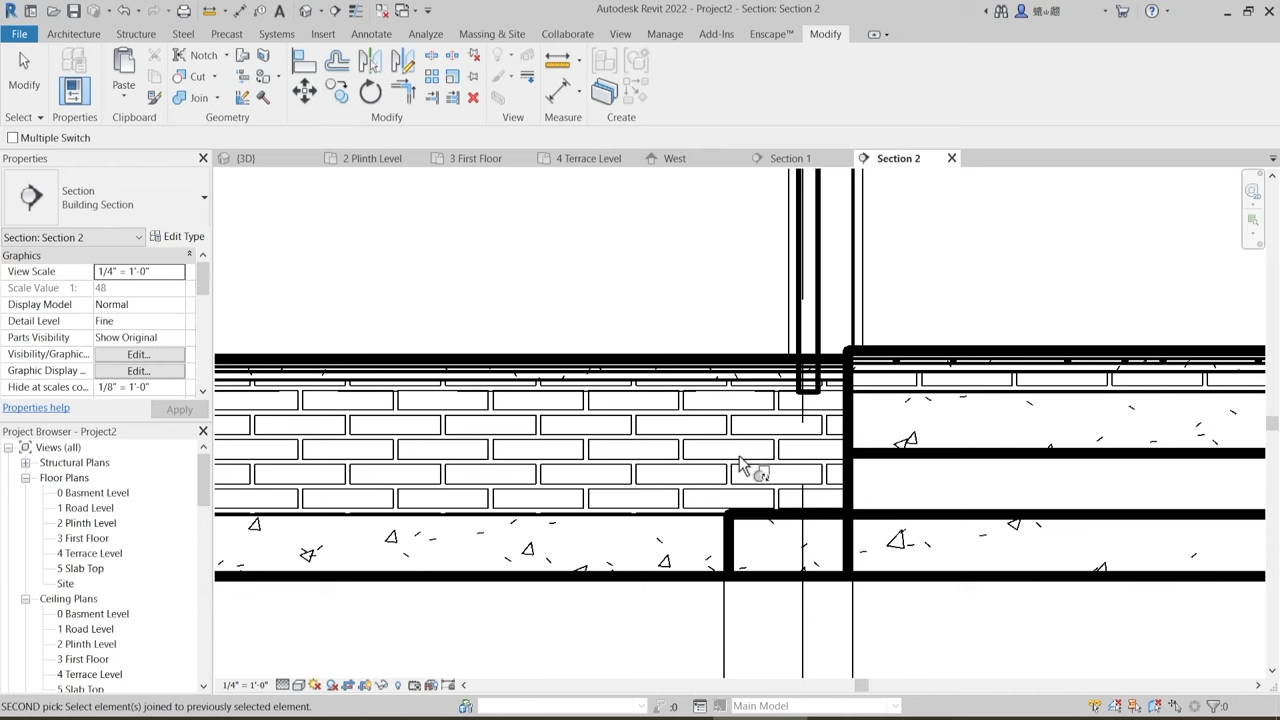 Autodesk Revit 2022 - Project2 - Section: Section 2
File Architecture Structure Steel Precast Systems Insert Annotate Analyze Massing & Site Collaborate View Manage Add-Ins Enscape™ Modify
Modify
Paste
Notch
Cut
Join
Select Properties Clipboard Geometry Modify View Measure Create
Multiple Switch
Properties
{3D} 2 Plinth Level 3 First Floor 4 Terrace Level West Section 1 Section 2
Section
Building Section
Section: Section 2
Edit Type
Graphics
View Scale 1/4" = 1'-0"
Scale Value 1: 48
Display Model Normal
Detail Level Fine
Parts Visibility Show Original
Visibility/Graphic... Edit...
Graphic Display ... Edit...
Hide at scales co... 1/8" = 1'-0"
Properties help
Apply
Project Browser - Project2
Views (all)
Structural Plans
Floor Plans
0 Basment Level
1 Road Level
2 Plinth Level
3 First Floor
4 Terrace Level
5 Slab Top
Site
Ceiling Plans
0 Basment Level
1 Road Level
2 Plinth Level
3 First Floor
4 Terrace Level
5 Slab Top
1/4" = 1'-0"
SECOND pick: Select element(s) joined to previously selected element.
:0
Main Model
:0